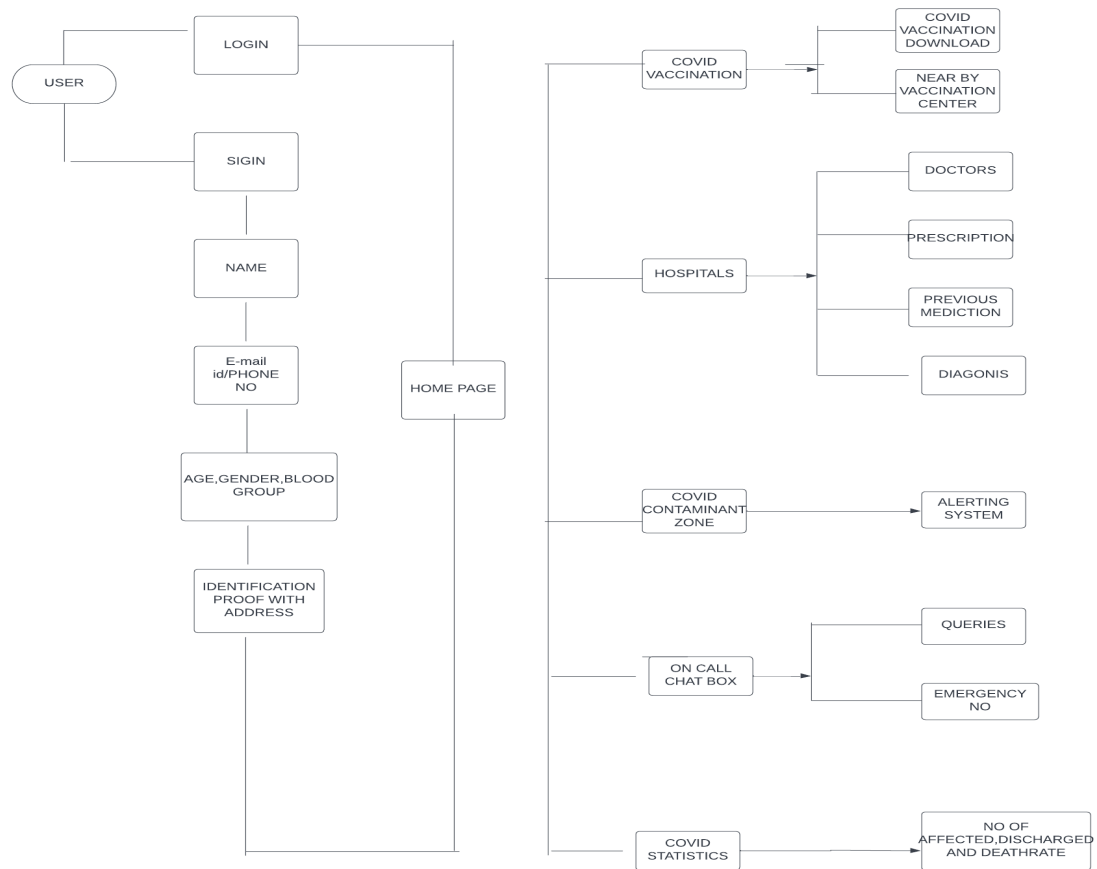 USER
LOGIN
SIGIN
NAME
E-mail
id/PHONE
NO
AGE,GENDER,BLOOD
GROUP
IDENTIFICATION
PROOF WITH
ADDRESS
HOME PAGE
COVID
VACCINATION
COVID
VACCINATION
DOWNLOAD
NEAR BY
VACCINATION
CENTER
HOSPITALS
DOCTORS
PRESCRIPTION
PREVIOUS
MEDICTION
DIAGONIS
COVID
CONTAMINANT
ZONE
ALERTING
SYSTEM
ON CALL
CHAT BOX
QUERIES
EMERGENCY
NO
COVID
STATISTICS
NO OF
AFFECTED,DISCHARGED
AND DEATHRATE